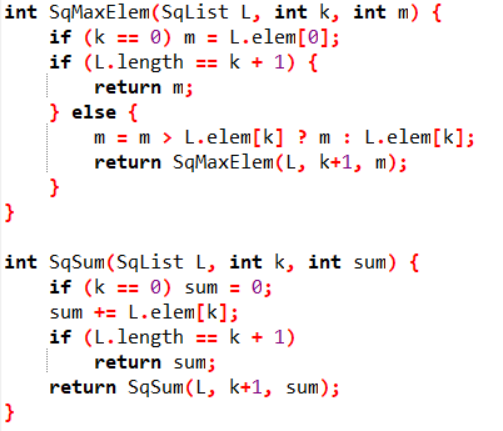 int SqMaxElem(SqList L, int k, int m) {
    if (k == 0) m = L.elem[0];
    if (L.length == k + 1) {
        return m;
    } else {
        m = m > L.elem[k] ? m : L.elem[k];
        return SqMaxElem(L, k+1, m);
    }
}

int SqSum(SqList L, int k, int sum) {
    if (k == 0) sum = 0;
    sum += L.elem[k];
    if (L.length == k + 1)
        return sum;
    return SqSum(L, k+1, sum);
}